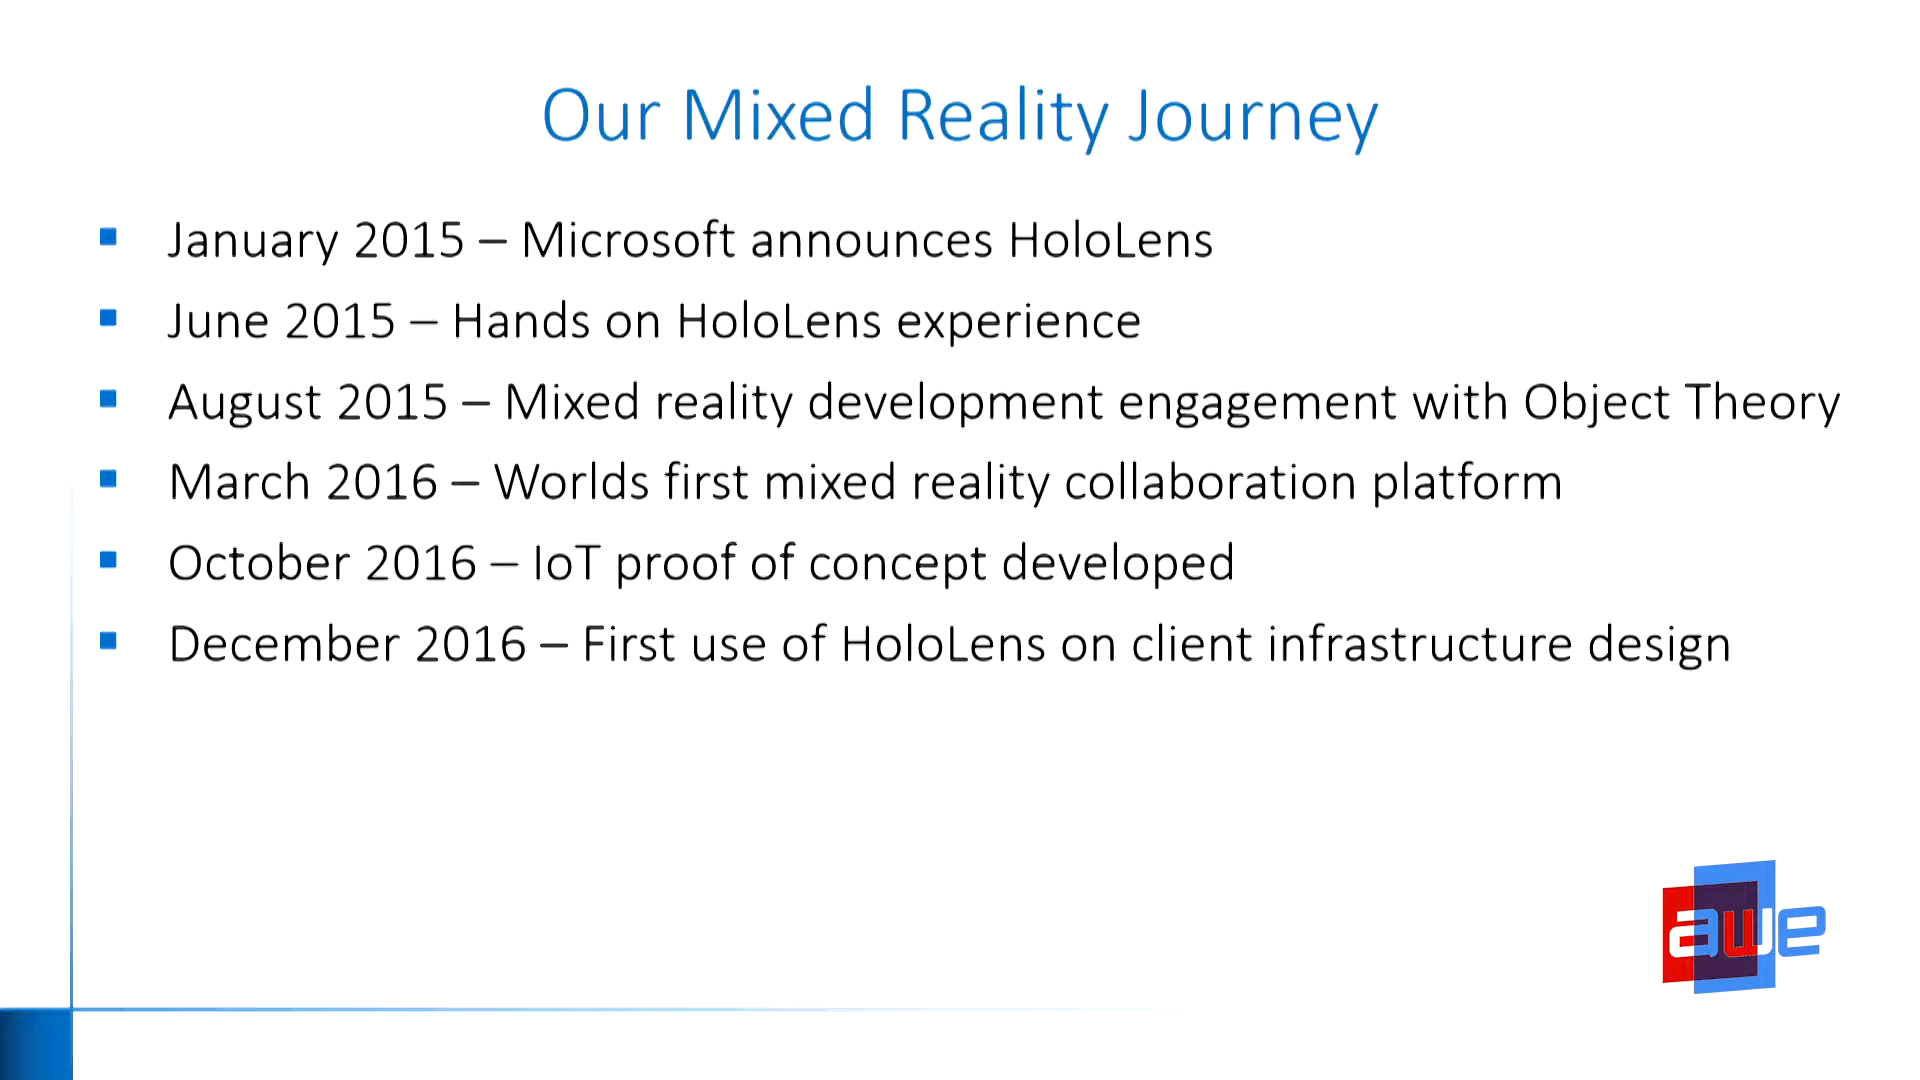 Our Mixed Reality Journey
January 2015 – Microsoft announces HoloLens
June 2015 – Hands on HoloLens experience
August 2015 – Mixed reality development engagement with Object Theory
March 2016 – Worlds first mixed reality collaboration platform
October 2016 – IoT proof of concept developed
December 2016 – First use of HoloLens on client infrastructure design
awe